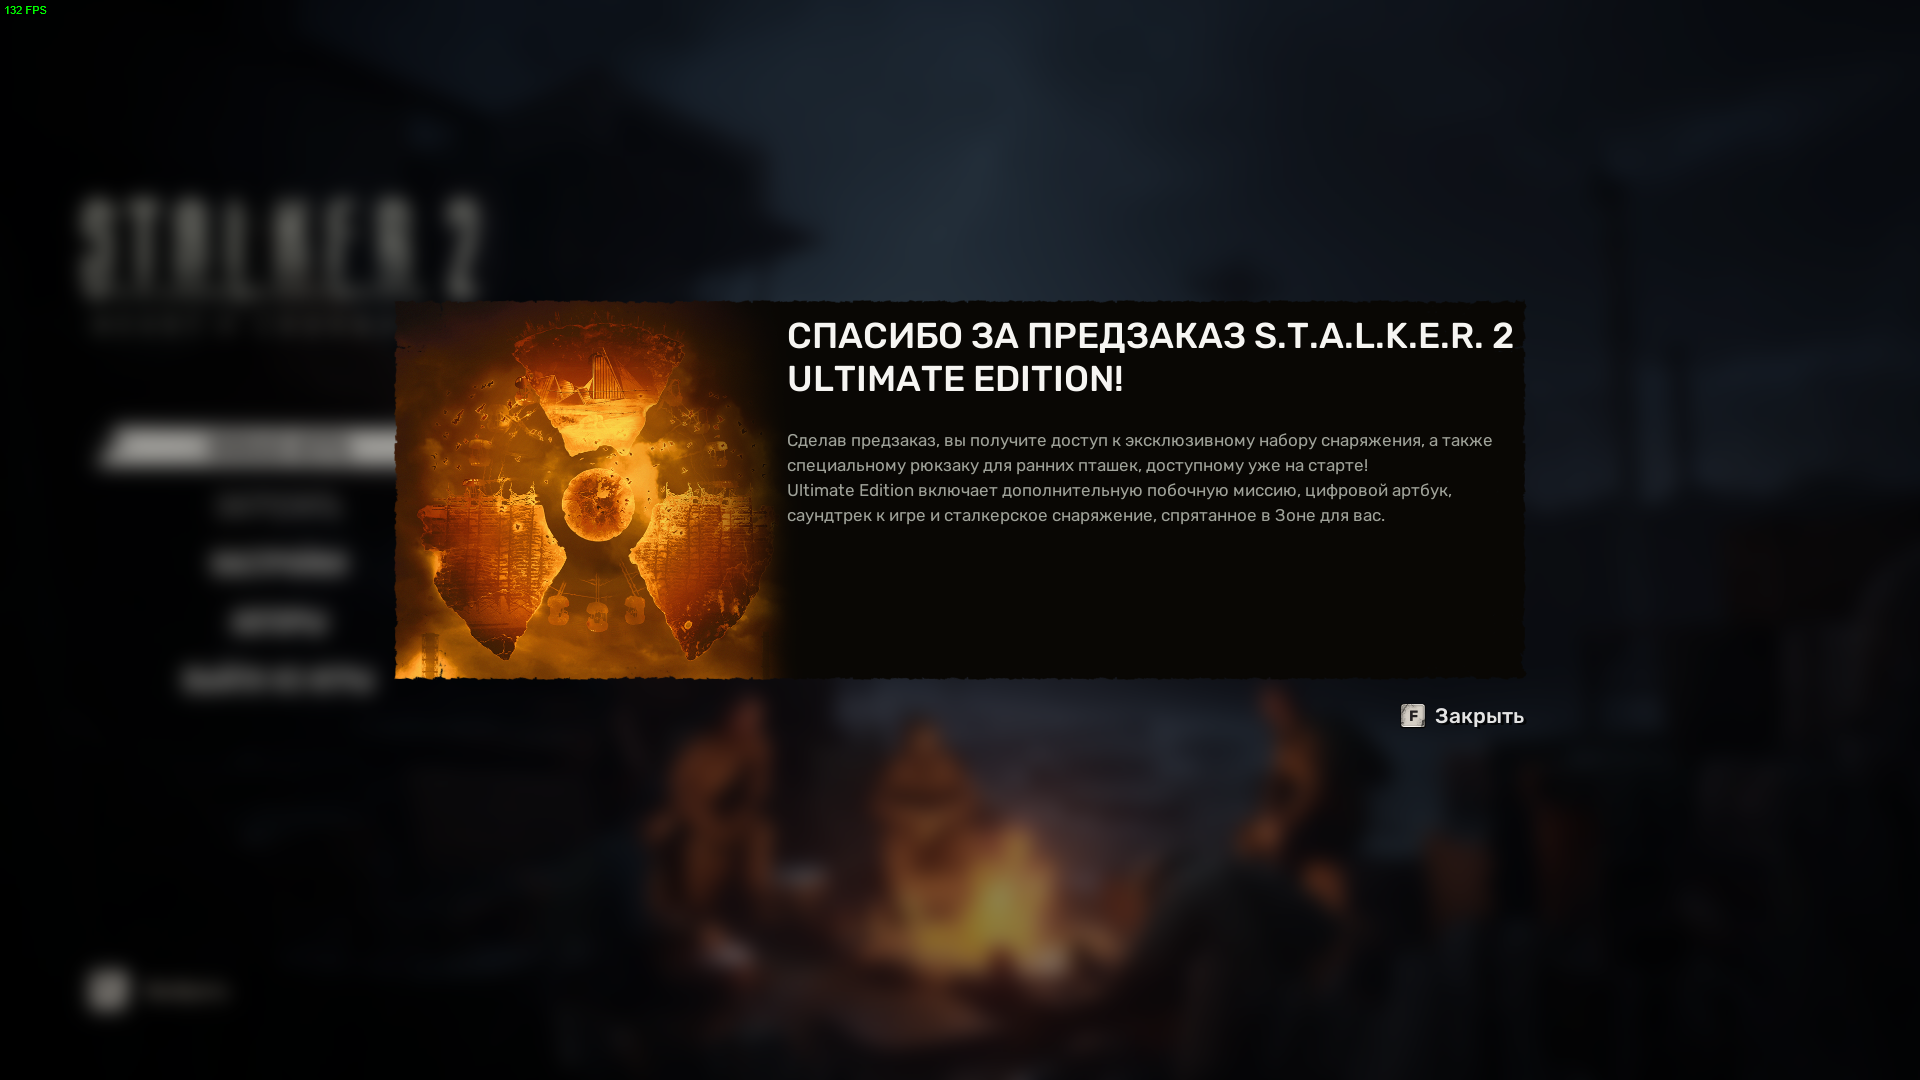 132 FPS
S.T.A.L.K.E.R. 2
СПАСИБО ЗА ПРЕДЗАКАЗ S.T.A.L.K.E.R. 2
ULTIMATE EDITION!
Сделав предзаказ, вы получите доступ к эксклюзивному набору снаряжения, а также
специальному рюкзаку для ранних пташек, доступному уже на старте!
Ultimate Edition включает дополнительную побочную миссию, цифровой артбук,
саундтрек к игре и сталкерское снаряжение, спрятанное в Зоне для вас.
F Закрыть